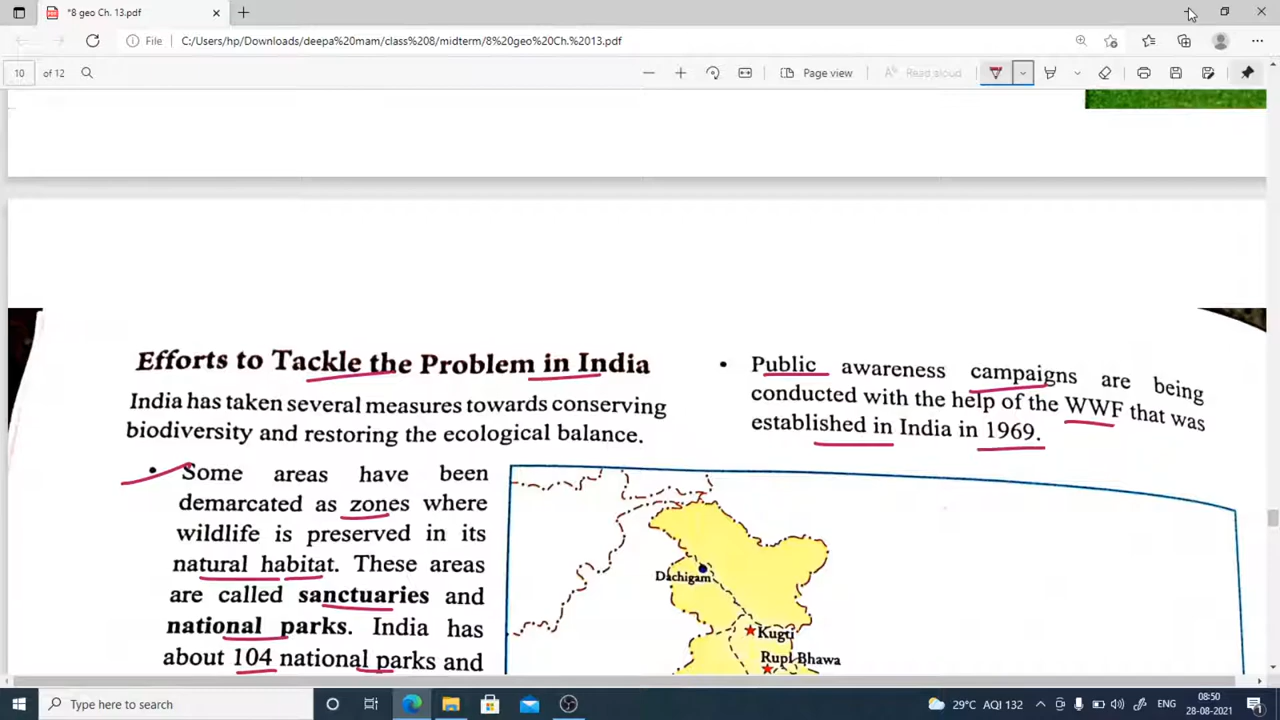 *8 geo Ch. 13.pdf
File
C:/Users/hp/Downloads/deepa%20mam/class%208/midterm/8%20geo%20Ch.%2013.pdf
10 of 12
Page view
Read aloud
Efforts to Tackle the Problem in India
India has taken several measures towards conserving
biodiversity and restoring the ecological balance.
• Some areas have been
demarcated as zones where
wildlife is preserved in its
natural habitat. These areas
are called sanctuaries and
national parks. India has
about 104 national parks and
• Public awareness campaigns are being
conducted with the help of the WWF that was
established in India in 1969.
Dachigam
Kugti
Rupi Bhawa
Type here to search
29°C AQI 132
ENG
08:50
28-08-2021
1